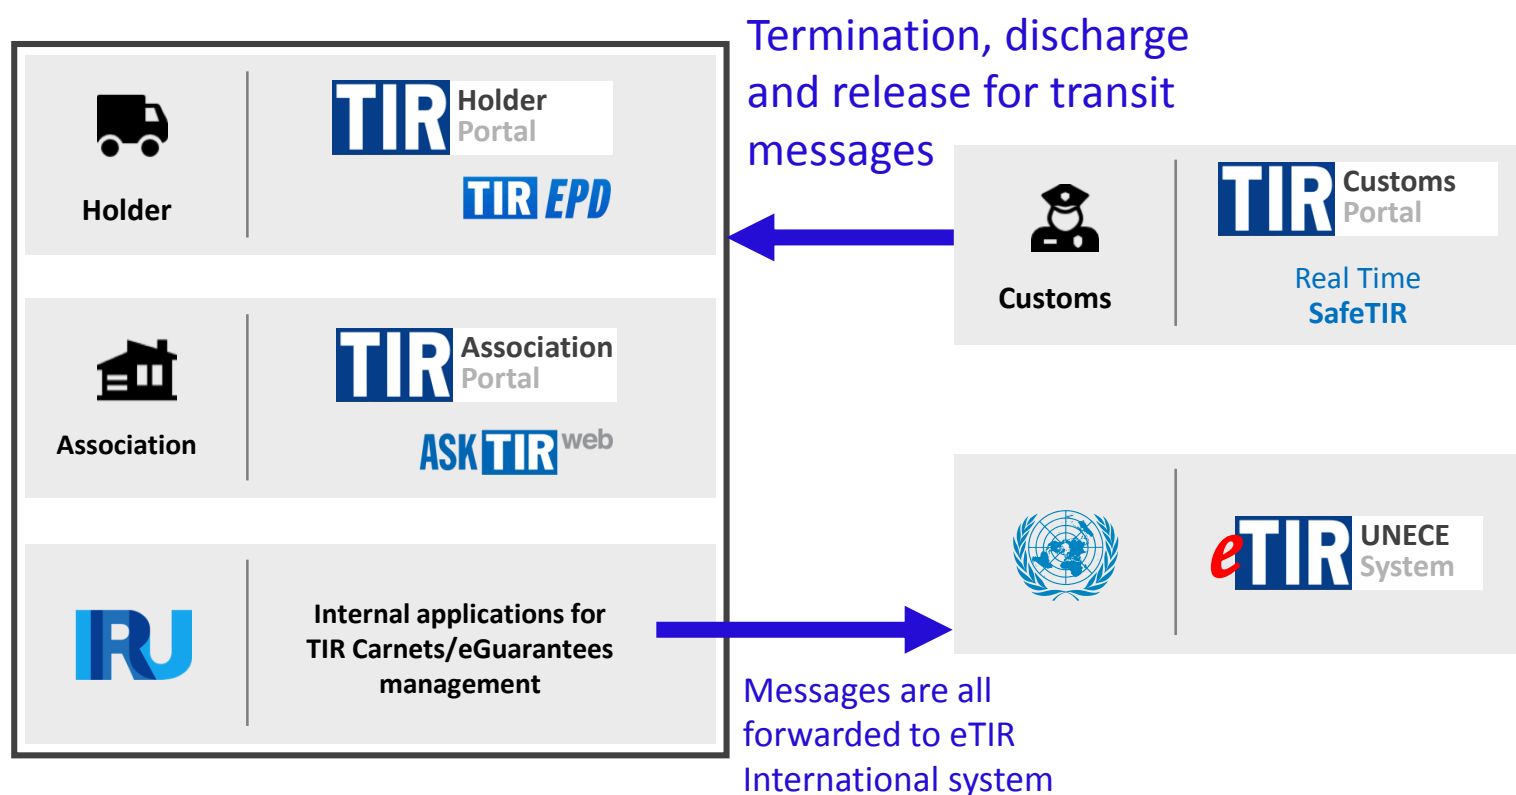 Termination, discharge
and release for transit
messages
TIR Holder
Portal
TIR EPD
Holder
TIR Association
Portal
ASK TIR web
Association
IRU
Internal applications for
TIR Carnets/eGuarantees
management
TIR Customs
Portal
Real Time
SafeTIR
Customs
eTIR UNECE
System
Messages are all
forwarded to eTIR
International system